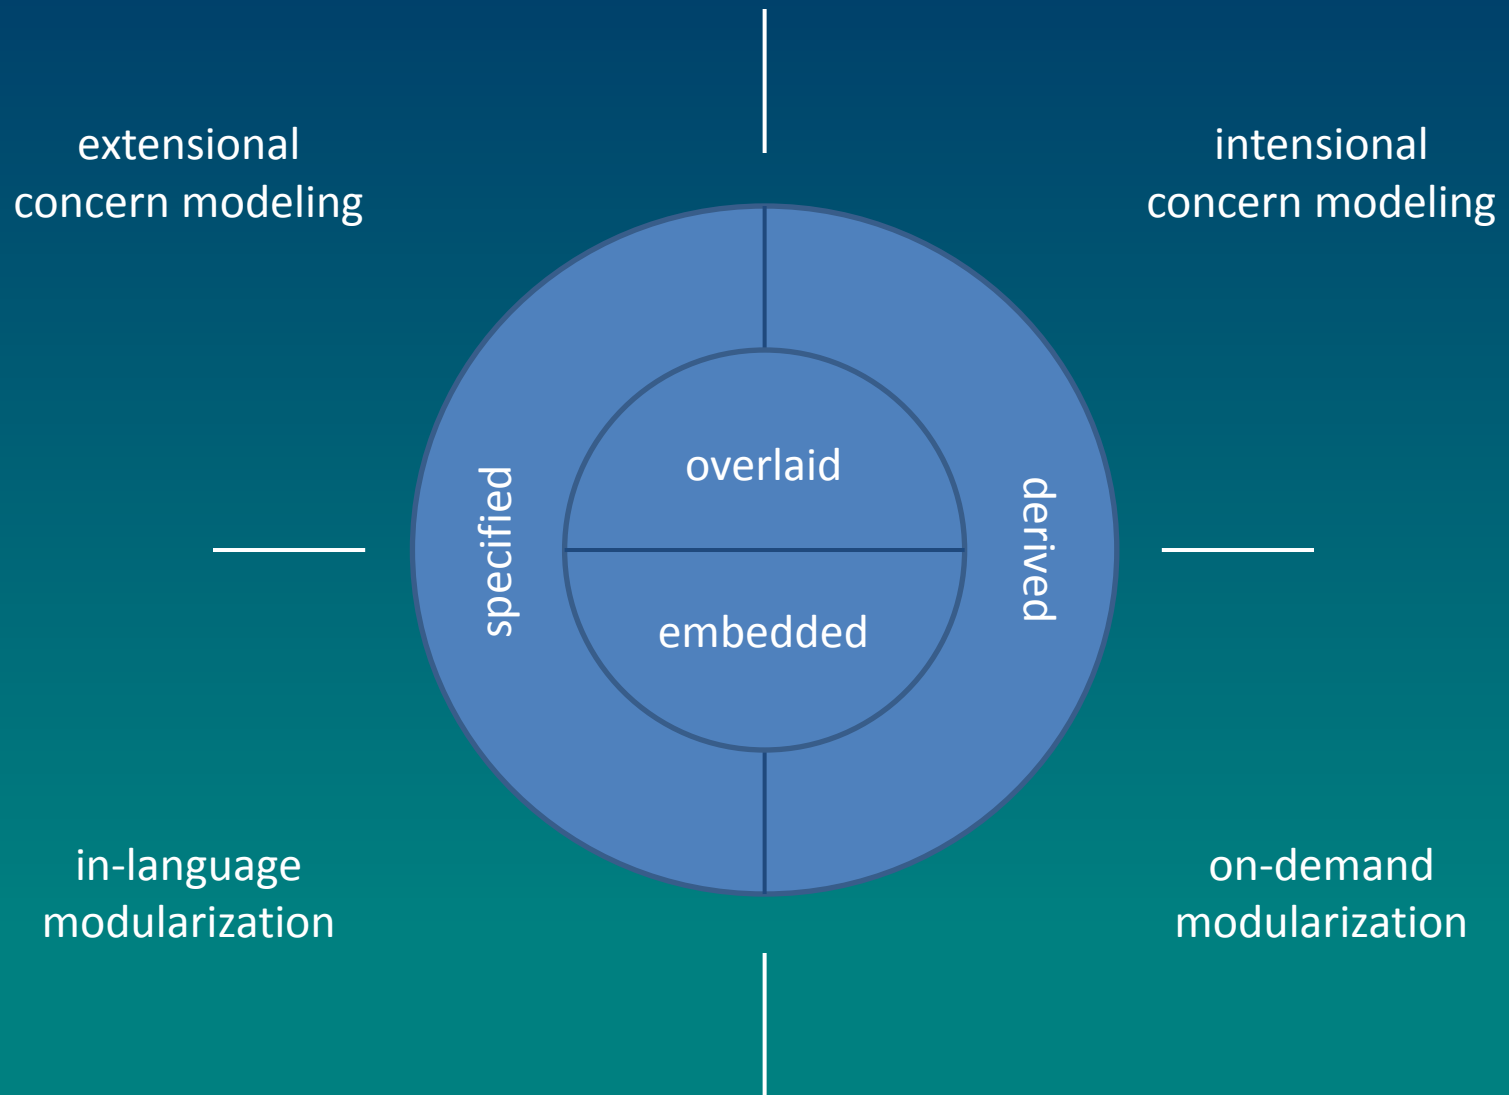 extensional
concern modeling
intensional
concern modeling
specified
overlaid
embedded
derived
in-language
modularization
on-demand
modularization